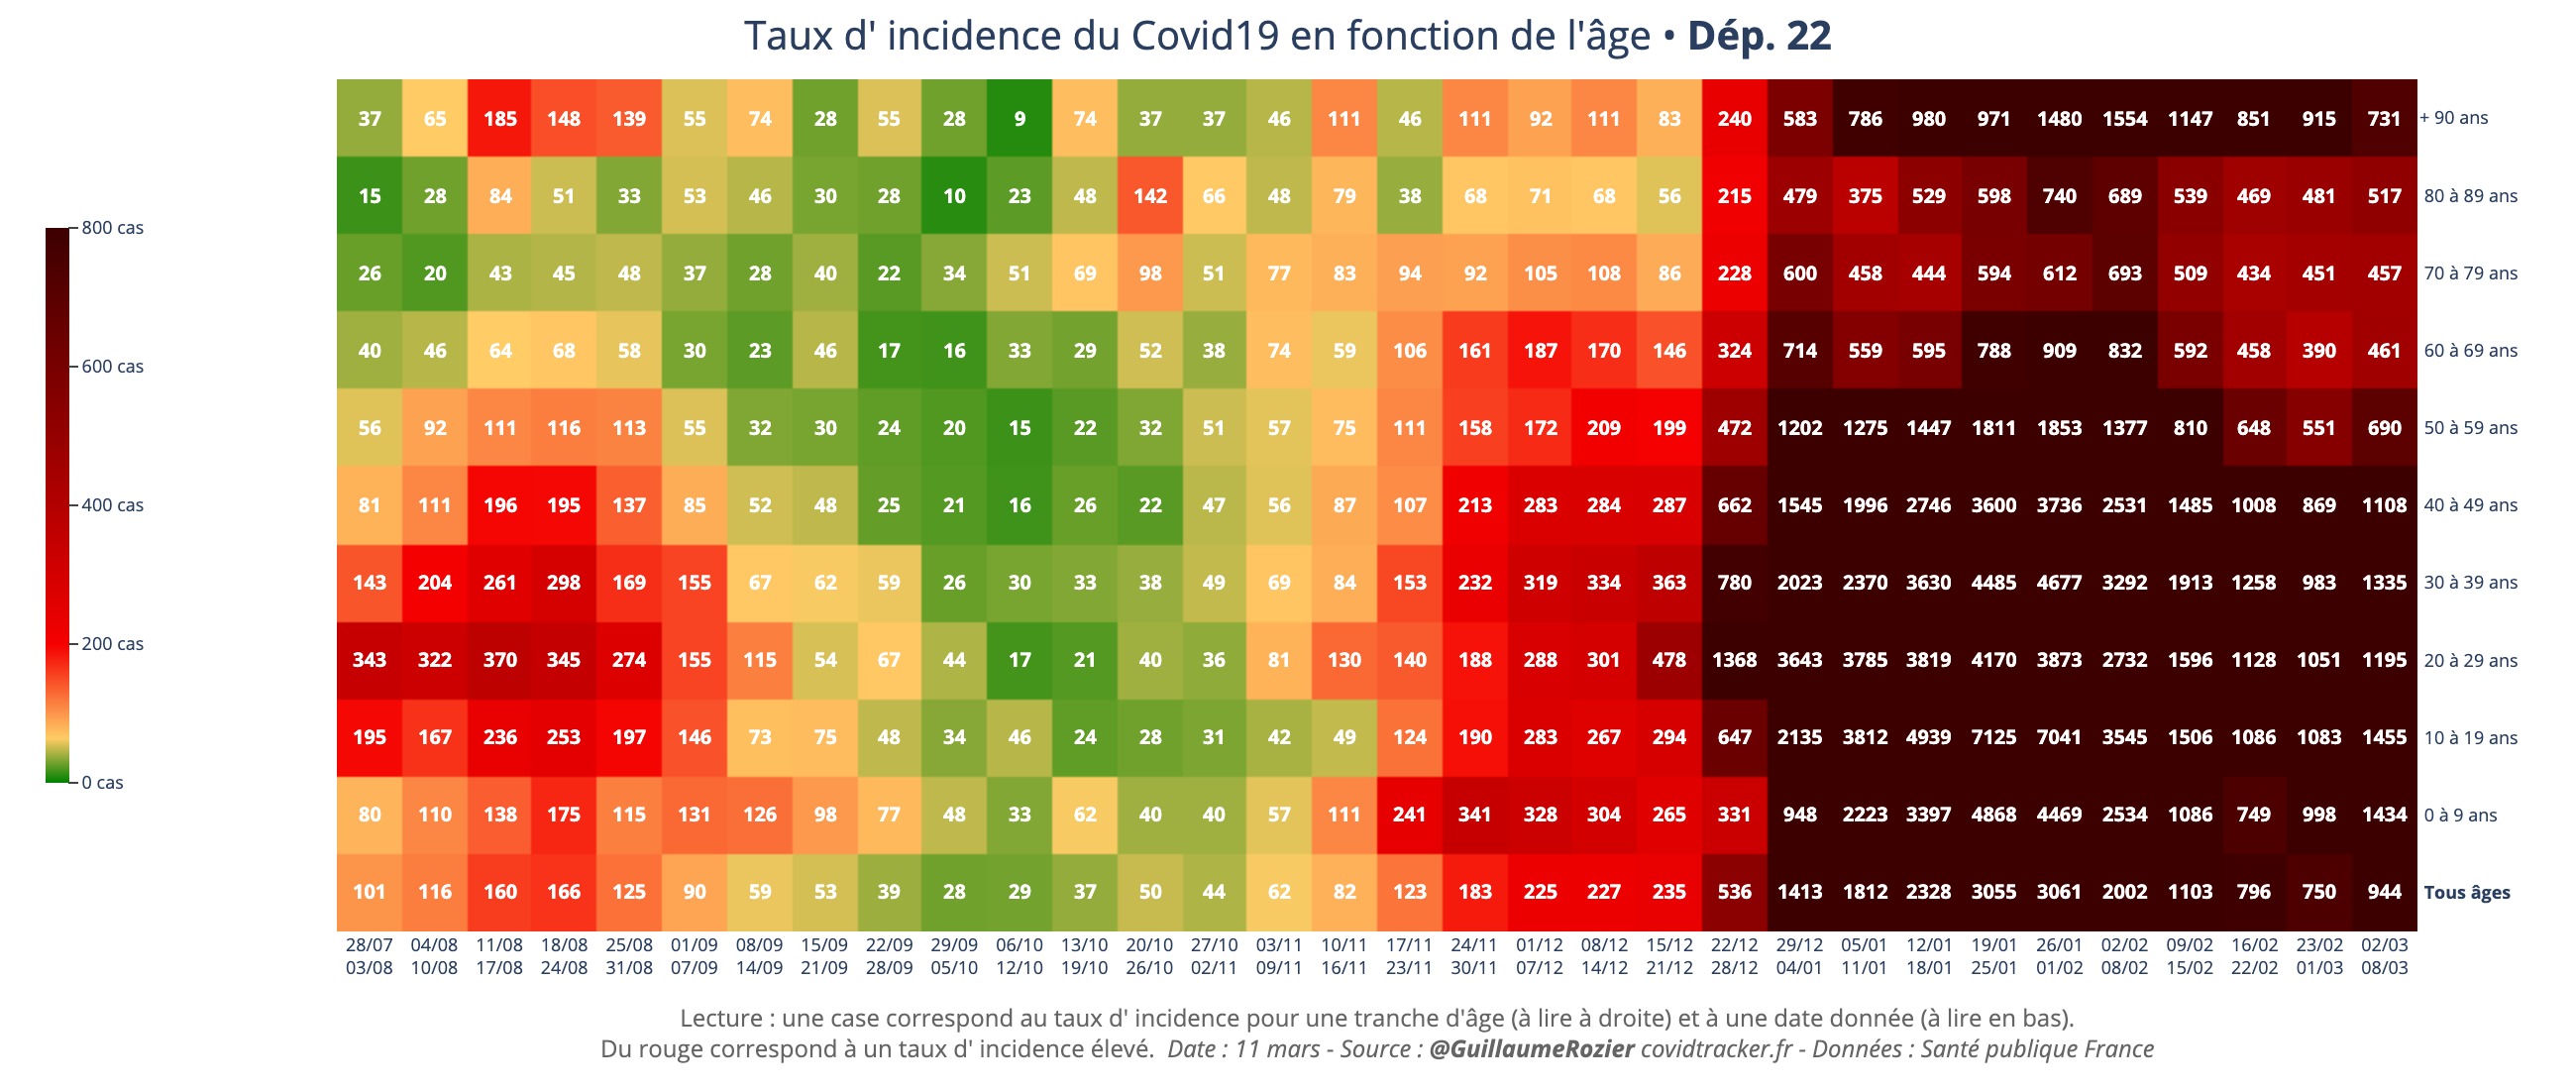 Taux d' incidence du Covid19 en fonction de l'âge • Dép. 22
37 65 185 148 139 55 74 28 55 28 9 74 37 37 46 111 46 111 92 111 83 240 583 786 980 971 1480 1554 1147 851 915 731 + 90 ans
15 28 84 51 33 53 46 30 28 10 23 48 142 66 48 79 38 68 71 68 56 215 479 375 529 598 740 689 539 469 481 517 80 à 89 ans
800 cas
26 20 43 45 48 37 28 40 22 34 51 69 98 51 77 83 94 92 105 108 86 228 600 458 444 594 612 693 509 434 451 457 70 à 79 ans
40 46 64 68 58 30 23 46 17 16 33 29 52 38 74 59 106 161 187 170 146 324 714 559 595 788 909 832 592 458 390 461 60 à 69 ans
600 cas
56 92 111 116 113 55 32 30 24 20 15 22 32 51 57 75 111 158 172 209 199 472 1202 1275 1447 1811 1853 1377 810 648 551 690 50 à 59 ans
400 cas
81 111 196 195 137 85 52 48 25 21 16 26 22 47 56 87 107 213 283 284 287 662 1545 1996 2746 3600 3736 2531 1485 1008 869 1108 40 à 49 ans
143 204 261 298 169 155 67 62 59 26 30 33 38 49 69 84 153 232 319 334 363 780 2023 2370 3630 4485 4677 3292 1913 1258 983 1335 30 à 39 ans
200 cas
343 322 370 345 274 155 115 54 67 44 17 21 40 36 81 130 140 188 288 301 478 1368 3643 3785 3819 4170 3873 2732 1596 1128 1051 1195 20 à 29 ans
195 167 236 253 197 146 73 75 48 34 46 24 28 31 42 49 124 190 283 267 294 647 2135 3812 4939 7125 7041 3545 1506 1086 1083 1455 10 à 19 ans
0 cas
80 110 138 175 115 131 126 98 77 48 33 62 40 40 57 111 241 341 328 304 265 331 948 2223 3397 4868 4469 2534 1086 749 998 1434 0 à 9 ans
101 116 160 166 125 90 59 53 39 28 29 37 50 44 62 82 123 183 225 227 235 536 1413 1812 2328 3055 3061 2002 1103 796 750 944 Tous âges
28/07 04/08 11/08 18/08 25/08 01/09 08/09 15/09 22/09 29/09 06/10 13/10 20/10 27/10 03/11 10/11 17/11 24/11 01/12 08/12 15/12 22/12 29/12 05/01 12/01 19/01 26/01 02/02 09/02 16/02 23/02 02/03
03/08 10/08 17/08 24/08 31/08 07/09 14/09 21/09 28/09 05/10 12/10 19/10 26/10 02/11 09/11 16/11 23/11 30/11 07/12 14/12 21/12 28/12 04/01 11/01 18/01 25/01 01/02 08/02 15/02 22/02 01/03 08/03
Lecture : une case correspond au taux d' incidence pour une tranche d'âge (à lire à droite) et à une date donnée (à lire en bas).
Du rouge correspond à un taux d' incidence élevé. Date : 11 mars - Source : @GuillaumeRozier covidtracker.fr - Données : Santé publique France